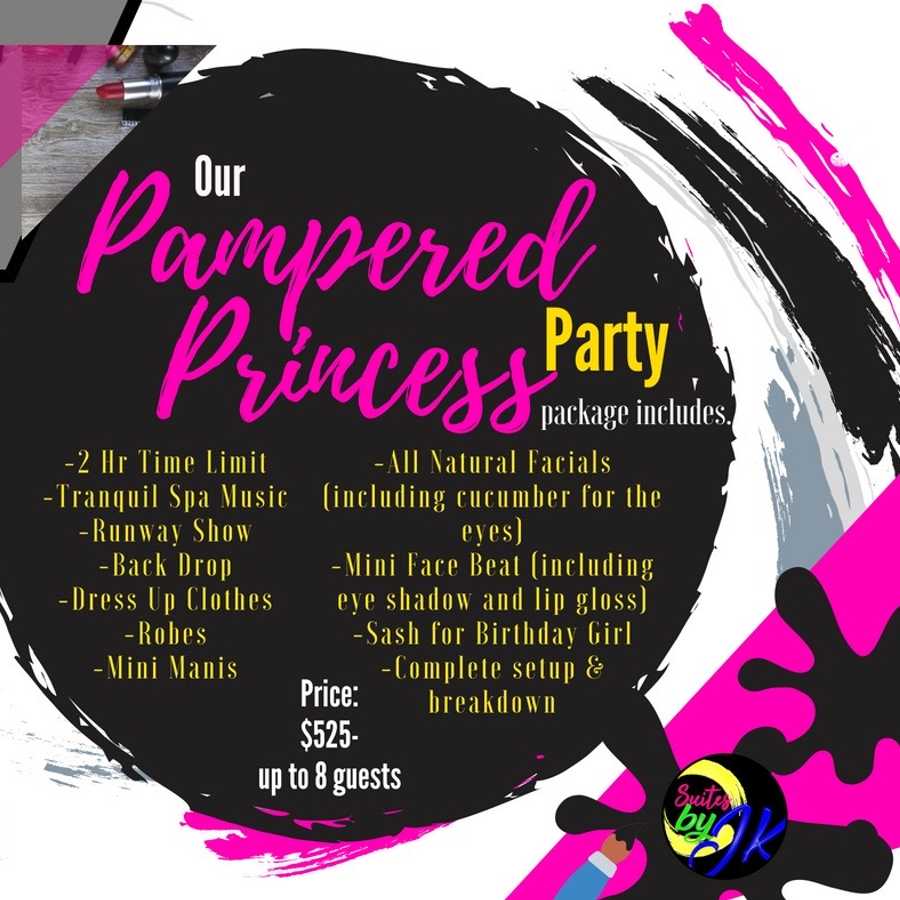 Our
Pampered
Princess
Party
package includes.
-2 Hr Time Limit
-Tranquil Spa Music
-Runway Show
-Back Drop
-Dress Up Clothes
-Robes
-Mini Manis
-All Natural Facials
(including cucumber for the
eyes)
-Mini Face Beat (including
eye shadow and lip gloss)
-Sash for Birthday Girl
-Complete setup &
breakdown
Price:
$525-
up to 8 guests
Suites
by
JK